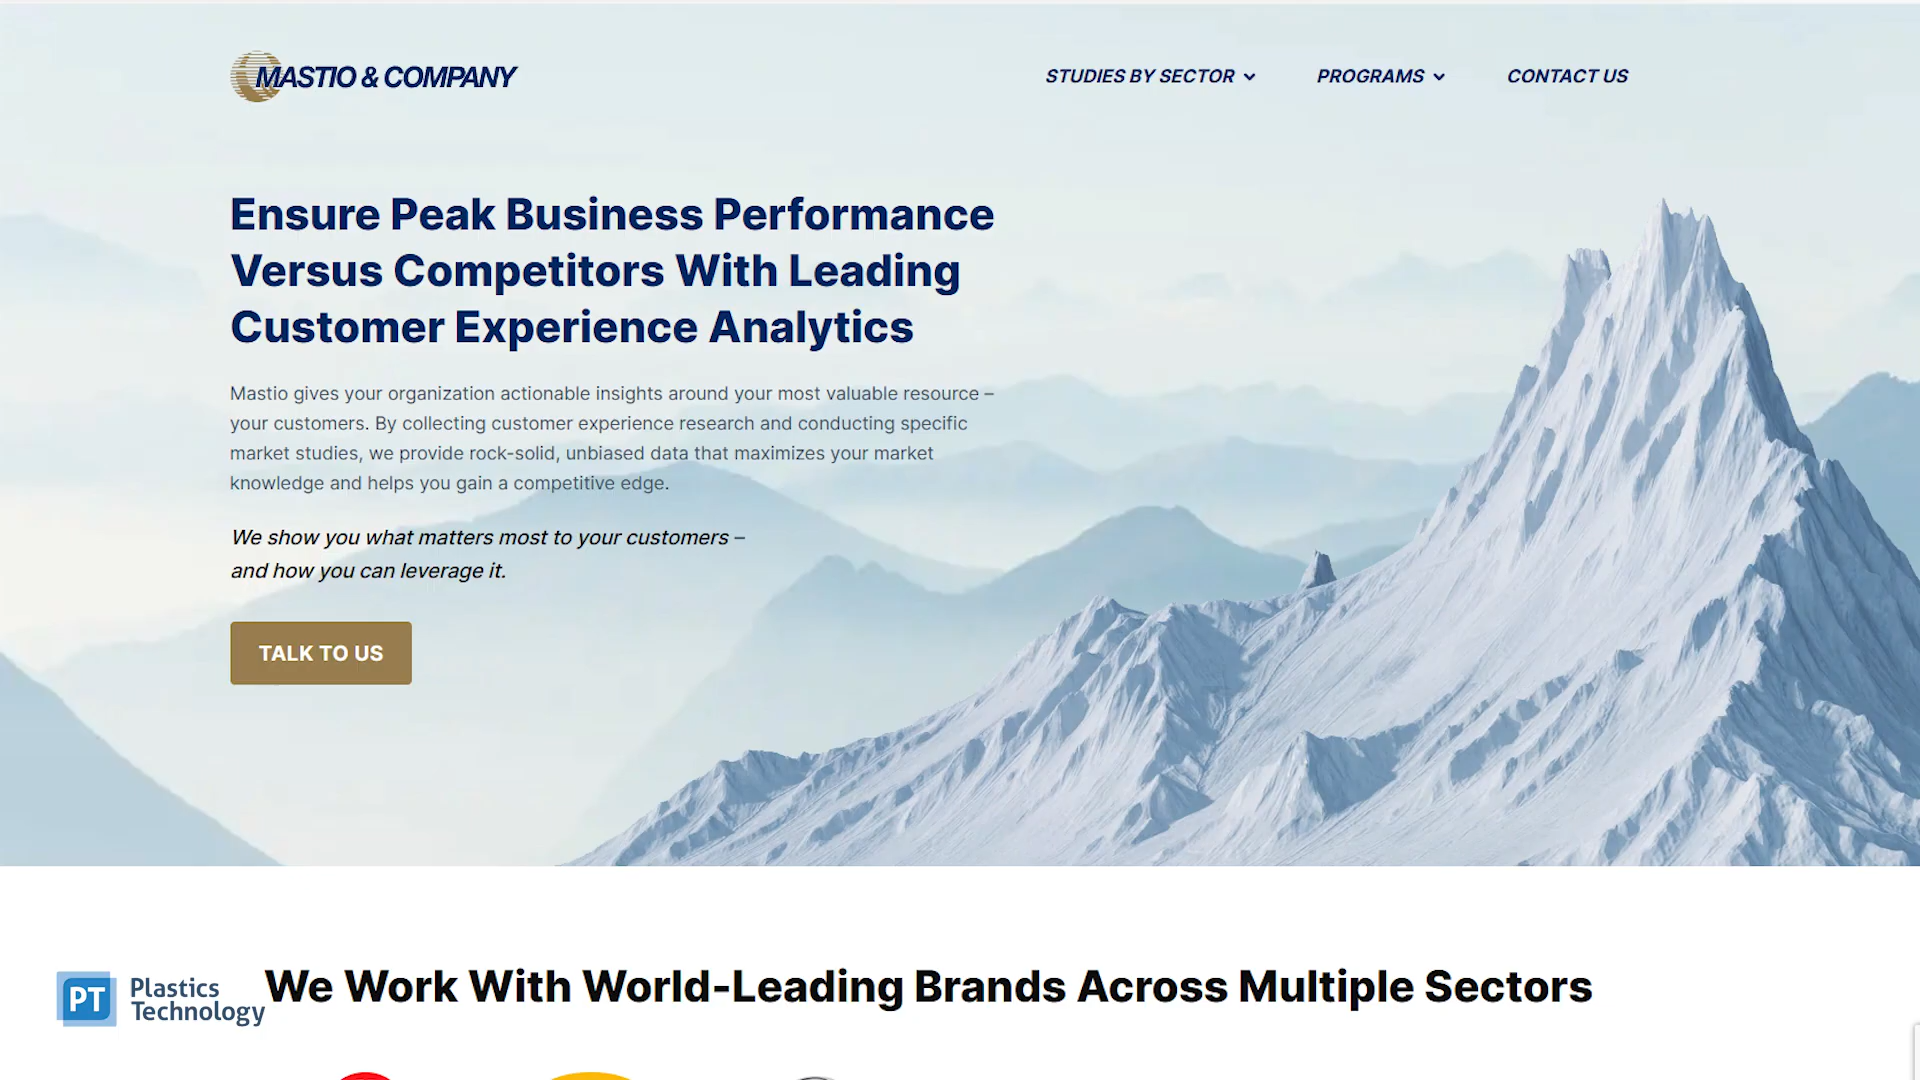 MASTIO & COMPANY
STUDIES BY SECTOR
PROGRAMS
CONTACT US
Ensure Peak Business Performance
Versus Competitors With Leading
Customer Experience Analytics
Mastio gives your organization actionable insights around your most valuable resource –
your customers. By collecting customer experience research and conducting specific
market studies, we provide rock-solid, unbiased data that maximizes your market
knowledge and helps you gain a competitive edge.
We show you what matters most to your customers –
and how you can leverage it.
TALK TO US
We Work With World-Leading Brands Across Multiple Sectors
PT
Plastics
Technology